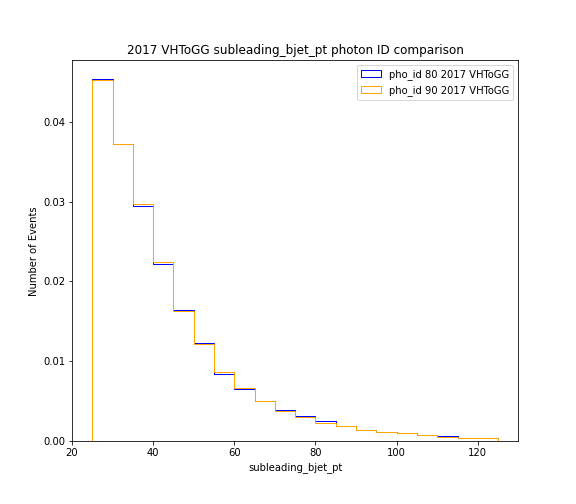 2017 VHToGG subleading_bjet_pt photon ID comparison
pho_id 80 2017 VHToGG
pho_id 90 2017 VHToGG
Number of Events
0.04
0.03
0.02
0.01
0.00
20 40 60 80 100 120
subleading_bjet_pt